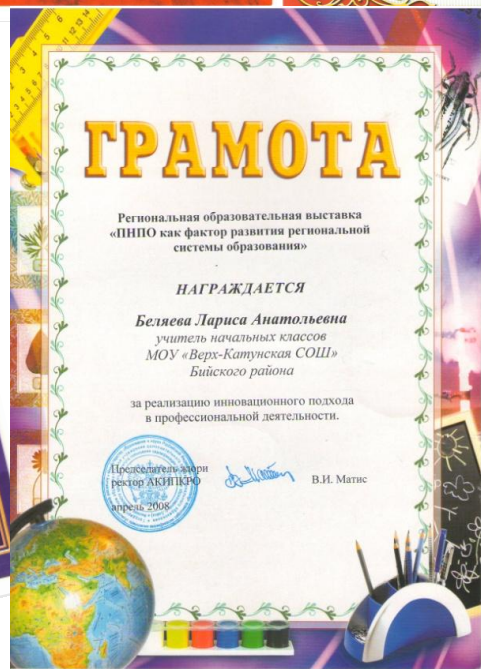 ГРАМОТА
Региональная образовательная выставка
«ПНПО как фактор развития региональной
системы образования»
НАГРАЖДАЕТСЯ
Беляева Лариса Анатольевна
учитель начальных классов
МОУ «Верх-Катунская СОШ»
Бийского района
за реализацию инновационного подхода
в профессиональной деятельности.
Председатель жюри
ректор АКИПКРО
В.И. Матис
апрель 2008